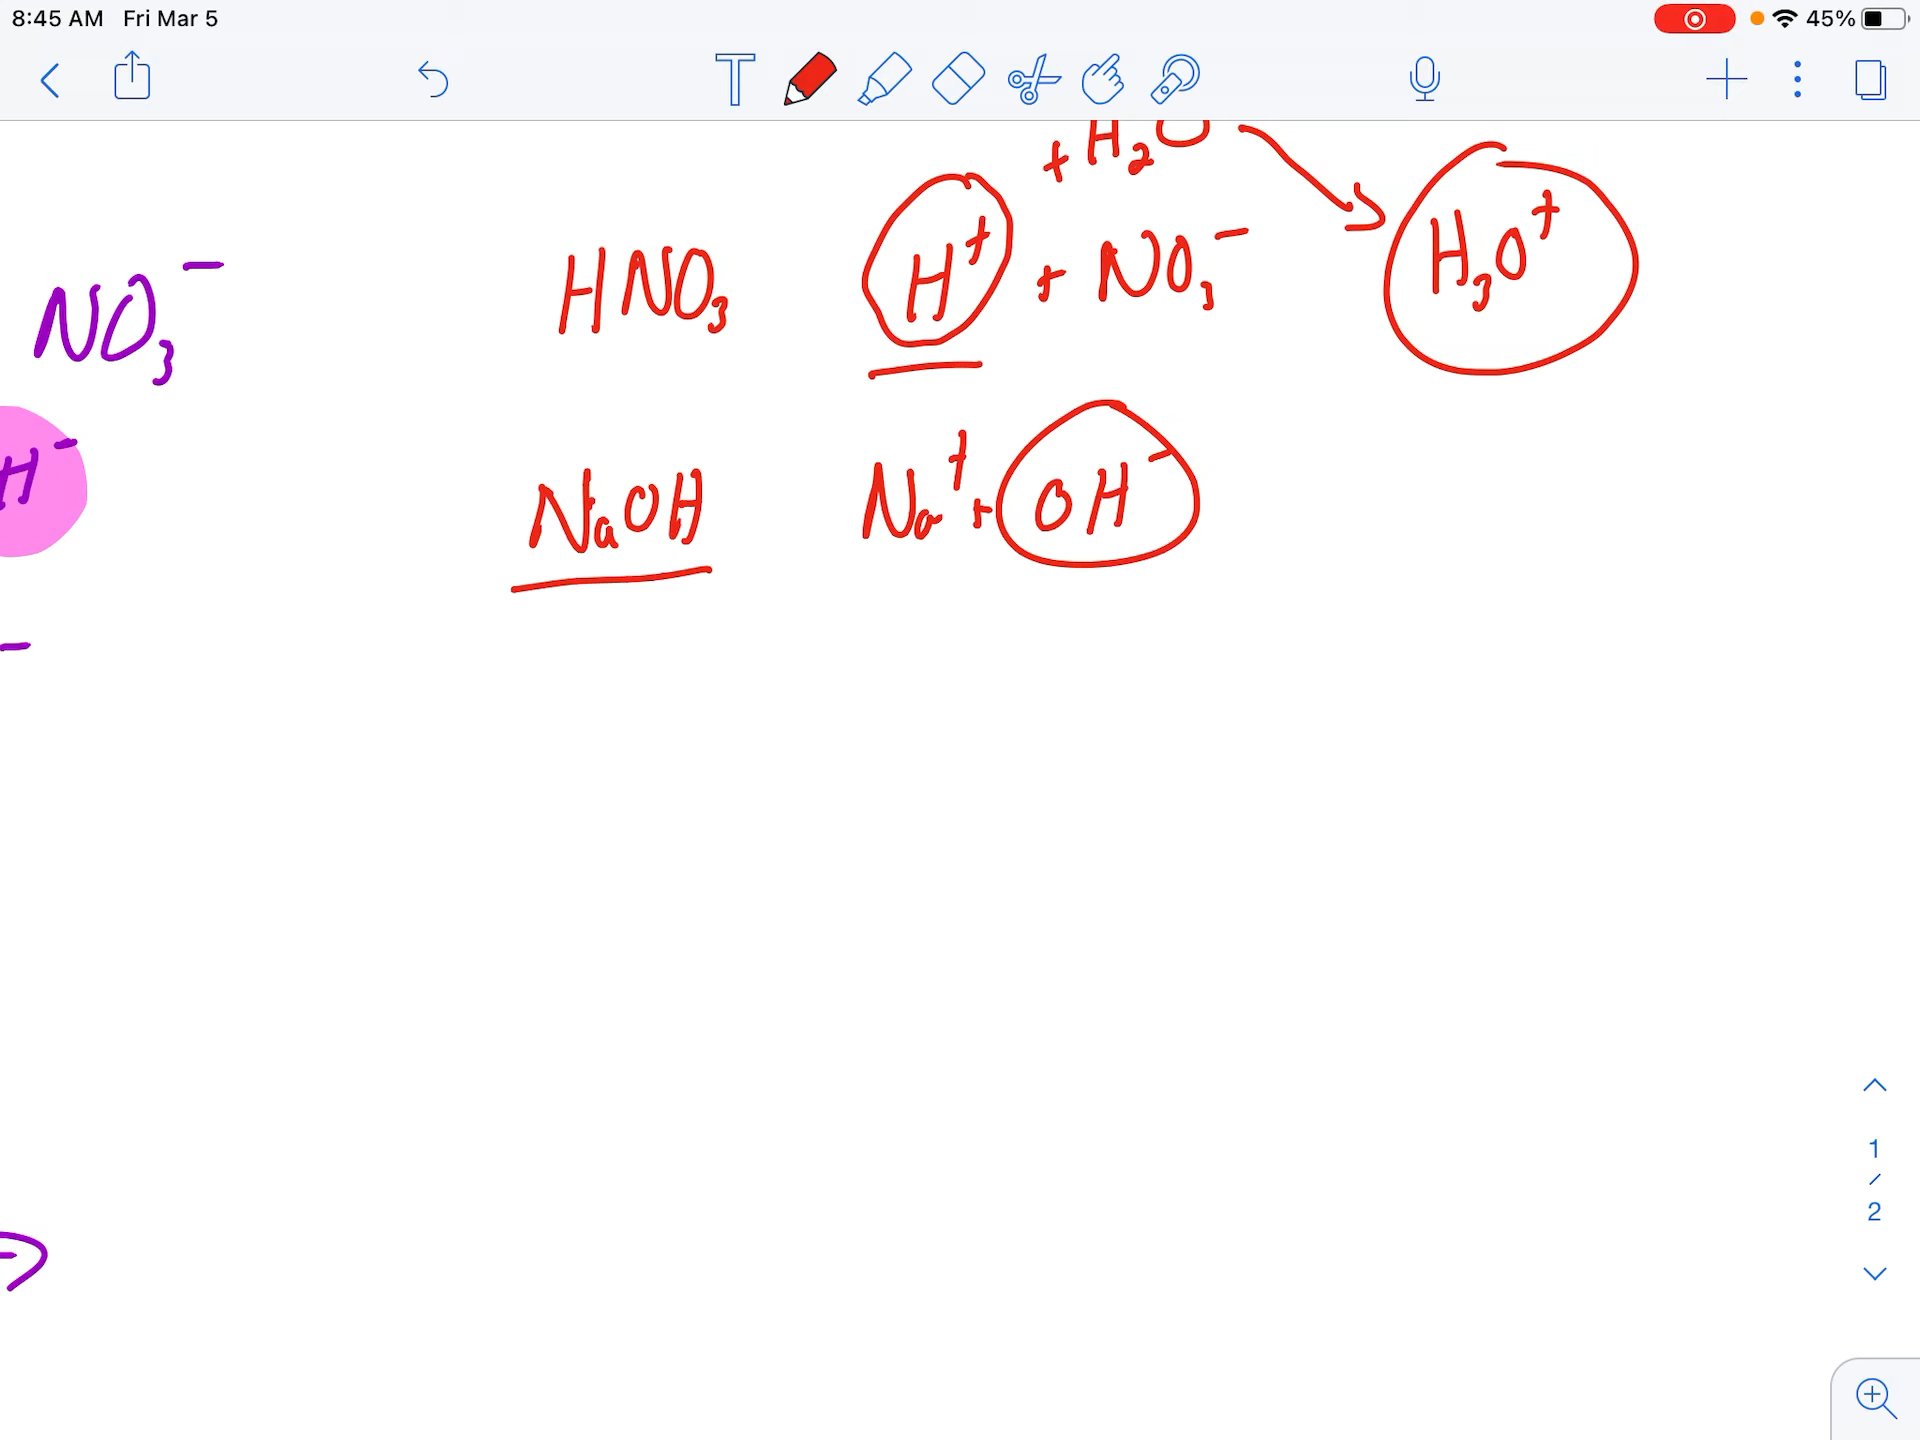 8:45 AM Fri Mar 5 45%
T
+ H₂O
HNO₃ H⁺ + NO₃⁻ H₃O⁺
NO₃⁻
H⁻
NaOH Na⁺ + OH⁻
1
/
2